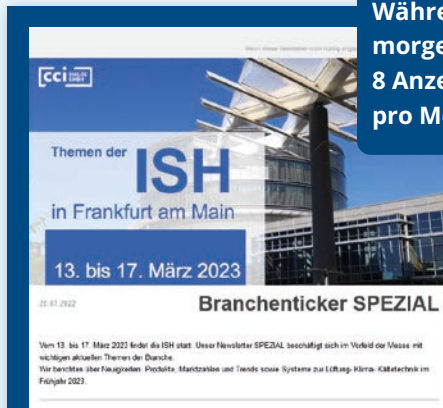 Währe
morge
8 Anze
pro Me
cci DIALOG GMBH
Themen der
ISH
in Frankfurt am Main
13. bis 17. März 2023
Branchenticker SPEZIAL
Vom 13. bis 17. März 2023 findet die ISH statt. Unser Newsletter SPEZIAL beschäftigt sich im Vorfeld der Messe mit
wichtigen aktuellen Themen der Branche.
Wir berichten über Neuigkeiten, Produkte, Marktzahlen und Trends sowie Systeme zur Lüftung- Klima- Kältetechnik im
Frühjahr 2023.